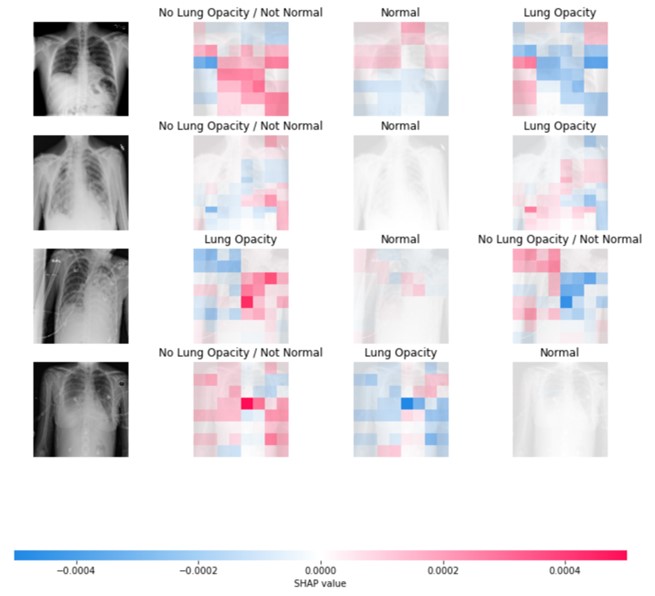 No Lung Opacity / Not Normal Normal Lung Opacity
No Lung Opacity / Not Normal Normal Lung Opacity
Lung Opacity Normal No Lung Opacity / Not Normal
No Lung Opacity / Not Normal Lung Opacity Normal
−0.0004 −0.0002 0.0000 0.0002 0.0004
SHAP value